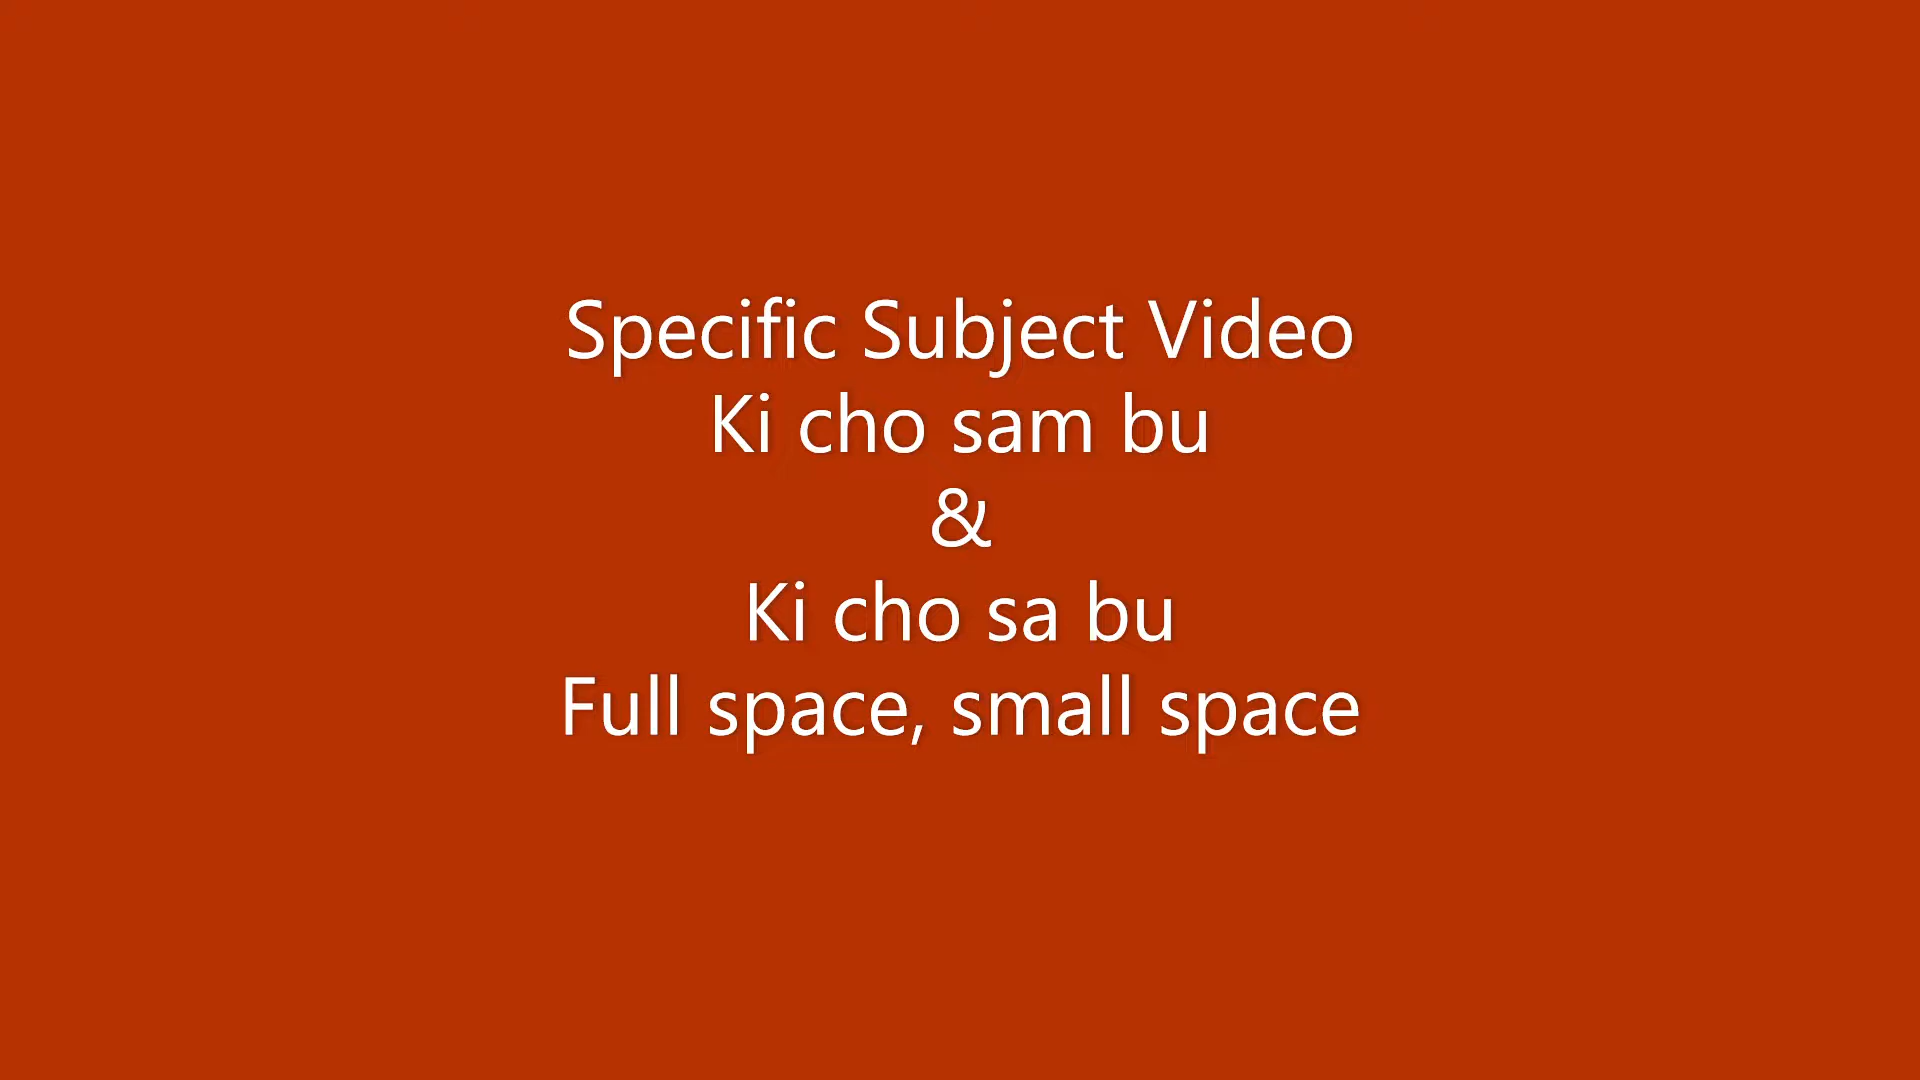 Specific Subject Video
Ki cho sam bu
&
Ki cho sa bu
Full space, small space